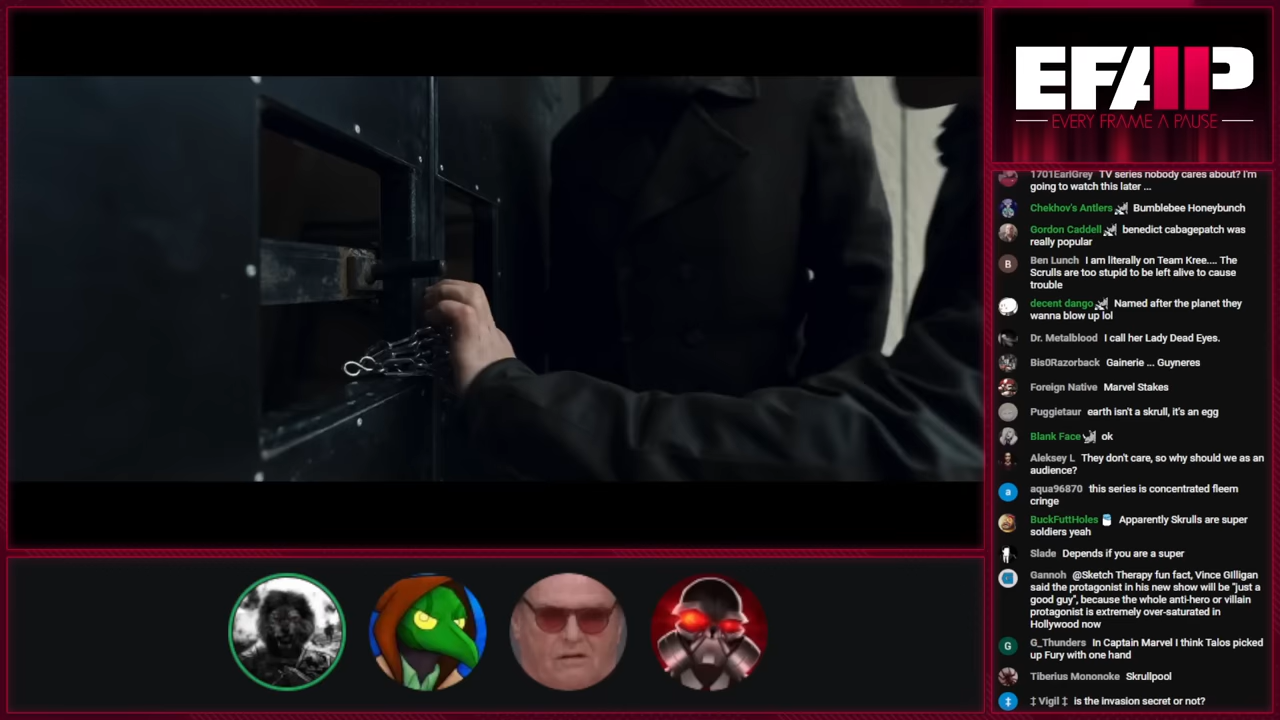 EFAP
EVERY FRAME A PAUSE
1701EarlGrey TV series nobody cares about? I'm
going to watch this later ...
Chekhov's Antlers Bumblebee Honeybunch
Gordon Caddell benedict cabagepatch was
really popular
B Ben Lunch I am literally on Team Kree.... The
Scrulls are too stupid to be left alive to cause
trouble
decent dango Named after the planet they
wanna blow up lol
Dr. Metalblood I call her Lady Dead Eyes.
Bis0Razorback Gainerie ... Guyneres
Foreign Native Marvel Stakes
Puggietaur earth isn't a skrull, it's an egg
Blank Face ok
Aleksey L They don't care, so why should we as an
audience?
a aqua96870 this series is concentrated fleem
cringe
BuckFuttHoles Apparently Skrulls are super
soldiers yeah
Slade Depends if you are a super
Gannoh @Sketch Therapy fun fact, Vince GIlligan
said the protagonist in his new show will be "just a
good guy", because the whole anti-hero or villain
protagonist is extremely over-saturated in
Hollywood now
G G_Thunders In Captain Marvel I think Talos picked
up Fury with one hand
Tiberius Mononoke Skrullpool
‡ ‡ Vigil ‡ is the invasion secret or not?